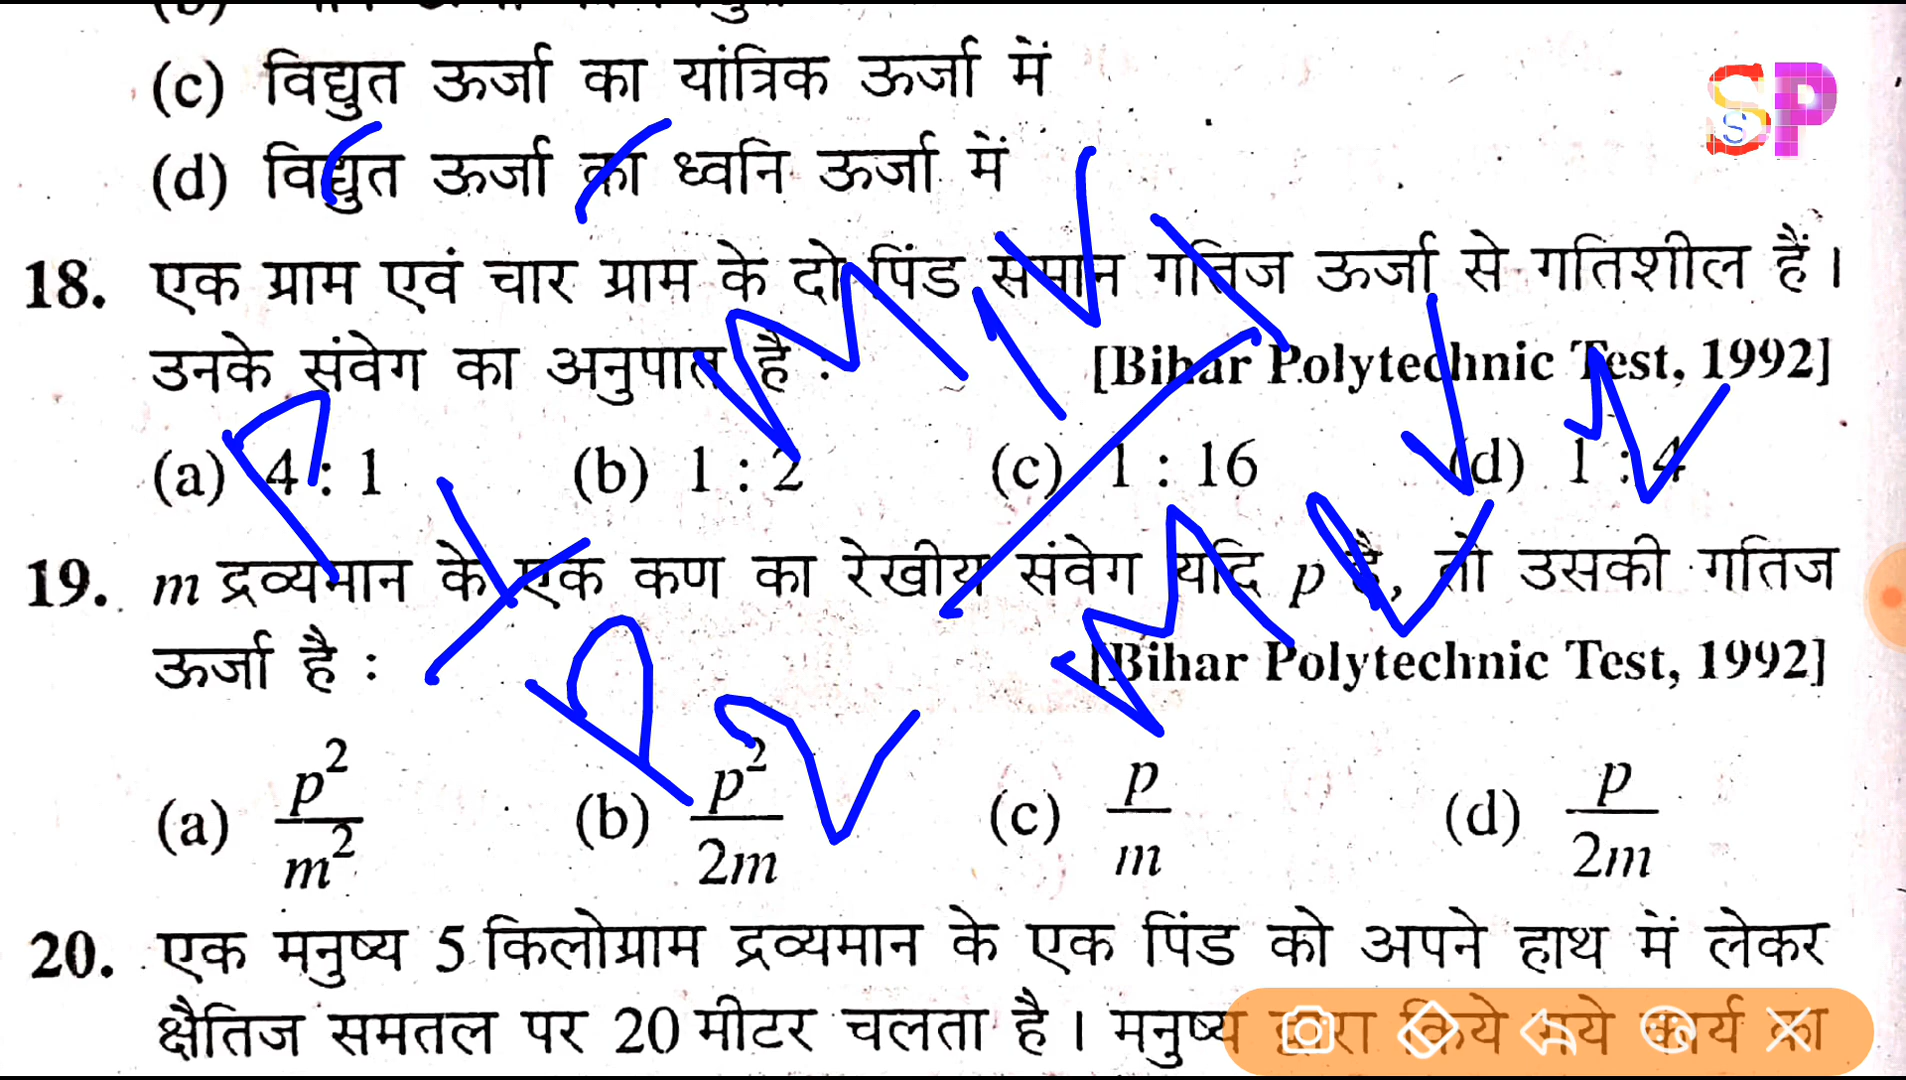 (c) विद्युत ऊर्जा का यांत्रिक ऊर्जा में
SP
S
(d) विद्युत ऊर्जा का ध्वनि ऊर्जा में
18. एक ग्राम एवं चार ग्राम के दो पिंड समान गतिज ऊर्जा से गतिशील हैं।
उनके संवेग का अनुपात है : [Bihar Polytechnic Test, 1992]
(a) 4 : 1 (b) 1 : 2 (c) 1 : 16 (d) 1 : 4
19. m द्रव्यमान के एक कण का रेखीय संवेग यदि p है, तो उसकी गतिज
ऊर्जा है : [Bihar Polytechnic Test, 1992]
(a) p²/m² (b) p²/2m (c) p/m (d) p/2m
20. एक मनुष्य 5 किलोग्राम द्रव्यमान के एक पिंड को अपने हाथ में लेकर
क्षैतिज समतल पर 20 मीटर चलता है। मनुष्य द्वारा किये गये कार्य का